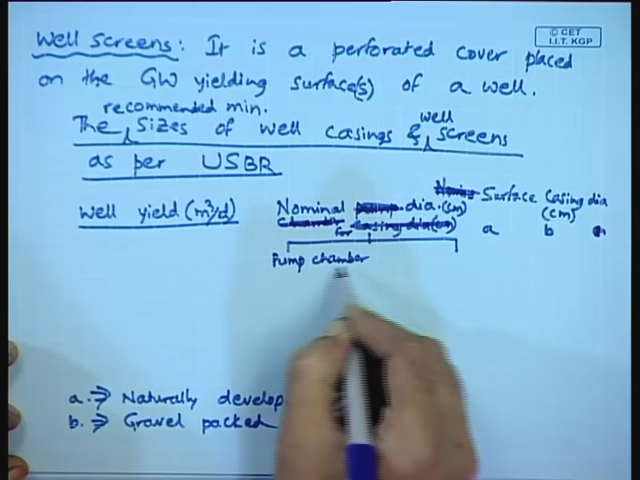 © CET
I.I.T. KGP
Well Screens: It is a perforated cover placed
on the GW yielding surface(s) of a well.
recommended min.
The sizes of well casings & well screens
as per USBR
Well yield (m³/d)
Nominal dia. (cm)
for
Surface Casing dia
(cm)
a b
Pump chamber
a. ⇒ Naturally develop
b. ⇒ Gravel packed